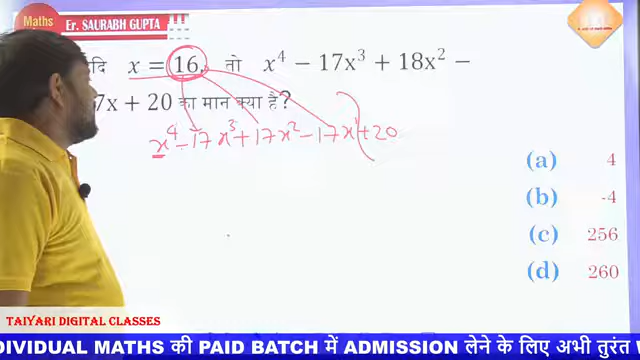 Maths
Er. SAURABH GUPTA
x = 16, तो x⁴ − 17x³ + 18x² −
7x + 20 का मान क्या है?
x⁴ − 17x³ + 17x² − 17x + 20
(a) 4
(b) -4
(c) 256
(d) 260
TAIYARI DIGITAL CLASSES
DIVIDUAL MATHS की PAID BATCH में ADMISSION लेने के लिए अभी तुरंत